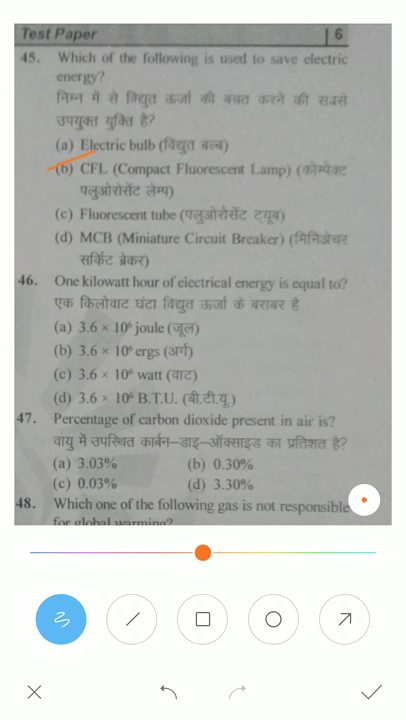 Test Paper 6
45. Which of the following is used to save electric
energy?
निम्न में से विद्युत ऊर्जा की बचत करने की सबसे
उपयुक्त युक्ति है?
(a) Electric bulb (विद्युत बल्ब)
(b) CFL (Compact Fluorescent Lamp) (कोम्पेक्ट
फ्लुओरोसेंट लेम्प)
(c) Fluorescent tube (फ्लुओरोसेंट ट्यूब)
(d) MCB (Miniature Circuit Breaker) (मिनिअेचर
सर्किट ब्रेकर)
46. One kilowatt hour of electrical energy is equal to?
एक किलोवाट घंटा विद्युत ऊर्जा के बराबर है
(a) 3.6 × 10⁶ joule (जूल)
(b) 3.6 × 10⁶ ergs (अर्ग)
(c) 3.6 × 10⁶ watt (वाट)
(d) 3.6 × 10⁶ B.T.U. (बी.टी.यू.)
47. Percentage of carbon dioxide present in air is?
वायु में उपस्थित कार्बन–डाइ–ऑक्साइड का प्रतिशत है?
(a) 3.03% (b) 0.30%
(c) 0.03% (d) 3.30%
48. Which one of the following gas is not responsible
for global warming?